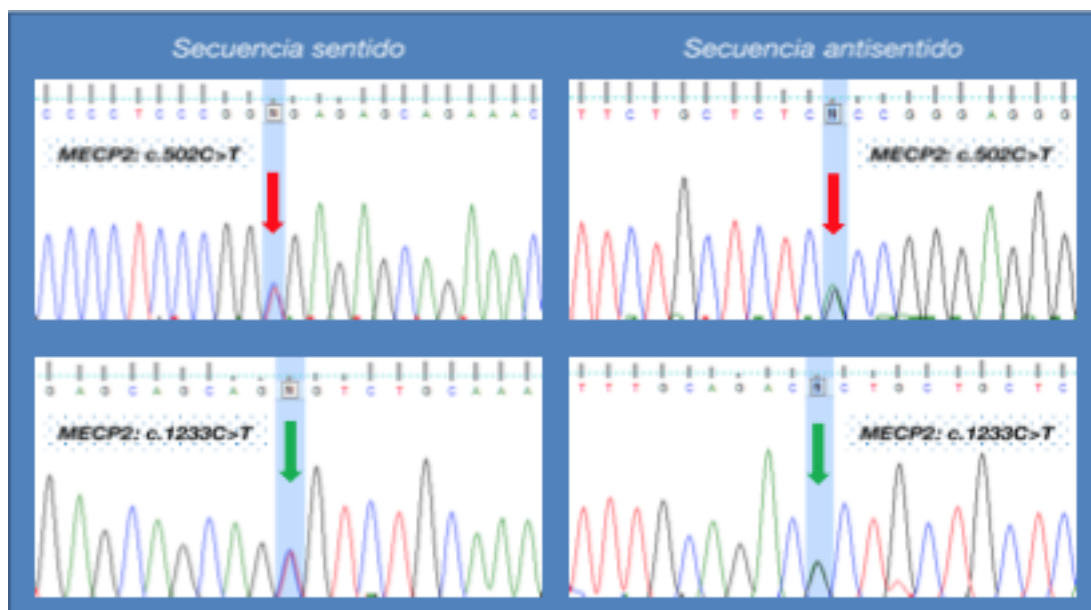 Secuencia sentido
C C C C T C C C G G N G A G A G C A G A A A C
MECP2: c.502C>T
Secuencia antisentido
T T C T G C T C T C N C C G G G A G G G
MECP2: c.502C>T
G A G C A G C A G N G T C T G C A A A
MECP2: c.1233C>T
T T T G C A G A C N C T G C T G C T C
MECP2: c.1233C>T